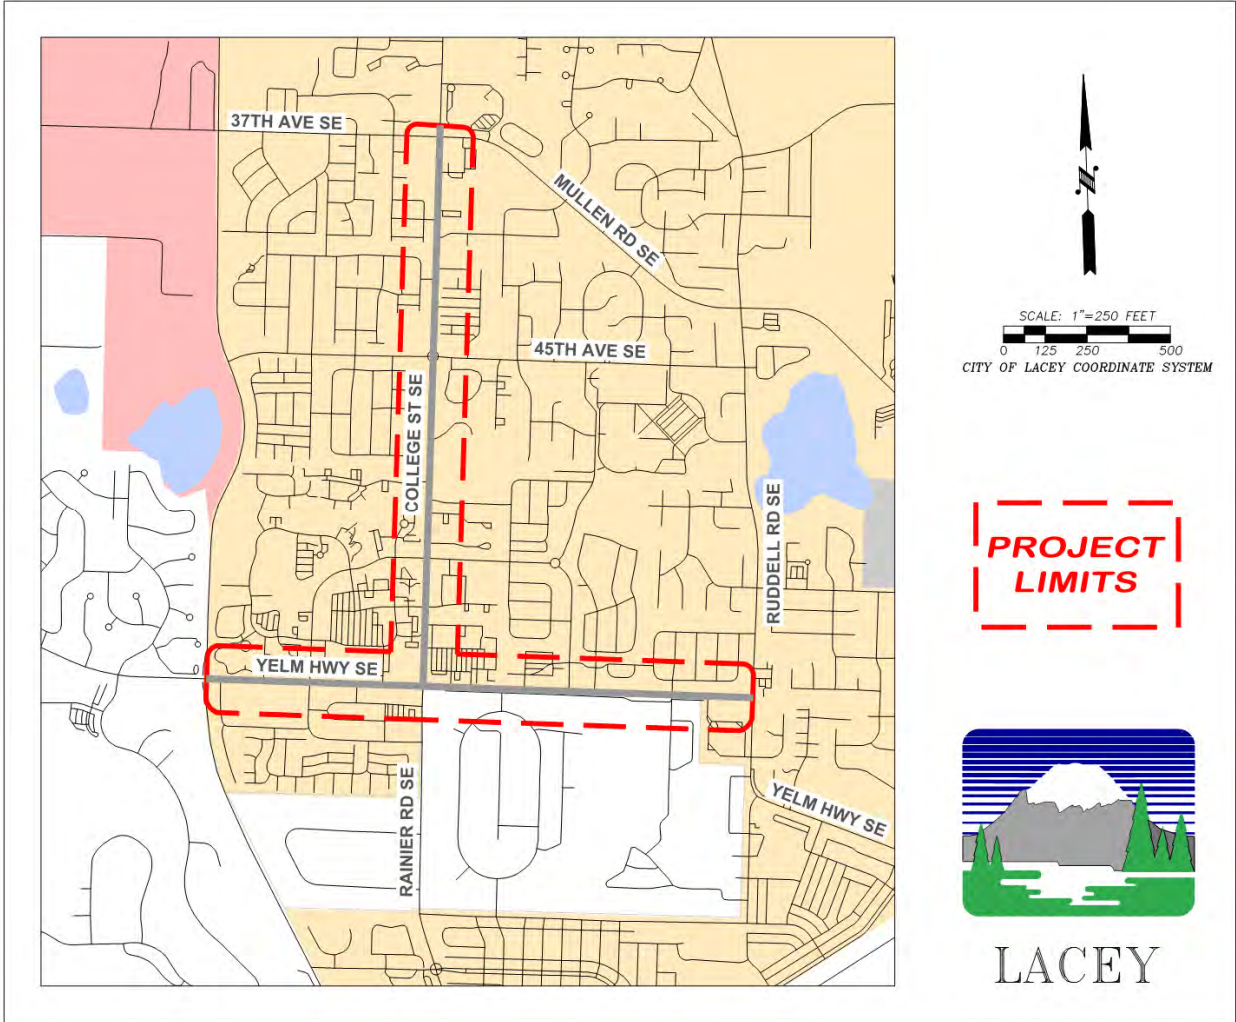 37TH AVE SE
MULLEN RD SE
45TH AVE SE
COLLEGE ST SE
RUDDELL RD SE
YELM HWY SE
RAINIER RD SE
YELM HWY SE
N
SCALE: 1"=250 FEET
0 125 250 500
CITY OF LACEY COORDINATE SYSTEM
PROJECT
LIMITS
LACEY